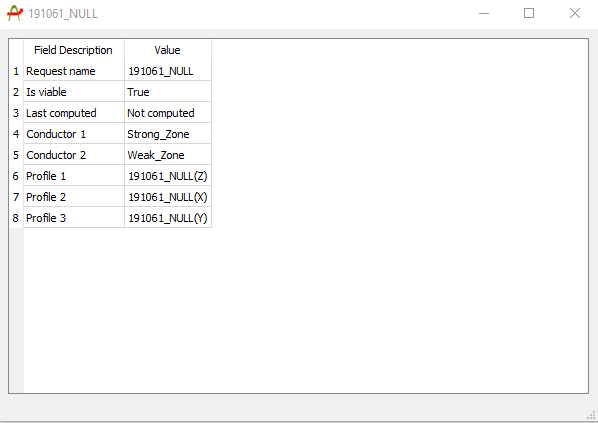 191061_NULL
Field Description Value
1 Request name 191061_NULL
2 Is viable True
3 Last computed Not computed
4 Conductor 1 Strong_Zone
5 Conductor 2 Weak_Zone
6 Profile 1 191061_NULL(Z)
7 Profile 2 191061_NULL(X)
8 Profile 3 191061_NULL(Y)